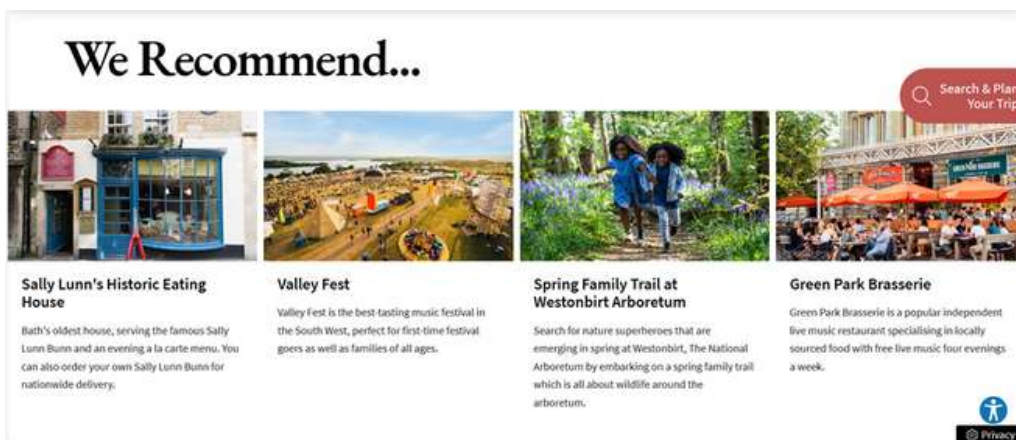 We Recommend...
Search & Plan
Your Trip
GREEN PARK BRASSERIE
Sally Lunn's Historic Eating
House
Bath's oldest house, serving the famous Sally
Lunn Bunn and an evening a la carte menu. You
can also order your own Sally Lunn Bunn for
nationwide delivery.
Valley Fest
Valley Fest is the best-tasting music festival in
the South West, perfect for first-time festival
goers as well as families of all ages.
Spring Family Trail at
Westonbirt Arboretum
Search for nature superheroes that are
emerging in spring at Westonbirt, The National
Arboretum by embarking on a spring family trail
which is all about wildlife around the
arboretum.
Green Park Brasserie
Green Park Brasserie is a popular independent
live music restaurant specialising in locally
sourced food with free live music four evenings
a week.
Privacy